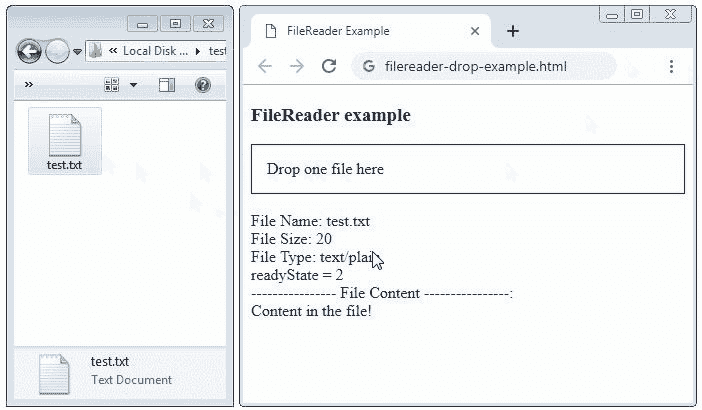 « Local Disk ... ▸ test
»
test.txt
test.txt
Text Document
FileReader Example
filereader-drop-example.html
FileReader example
Drop one file here
File Name: test.txt
File Size: 20
File Type: text/plain
readyState = 2
---------------- File Content ----------------:
Content in the file!